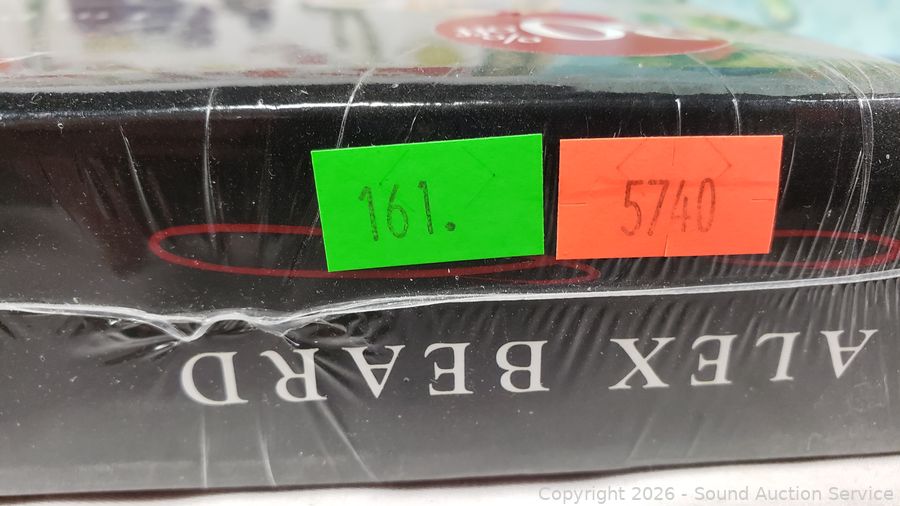 161.
5740
ALEX BEARD
Copyright 2026 - Sound Auction Service